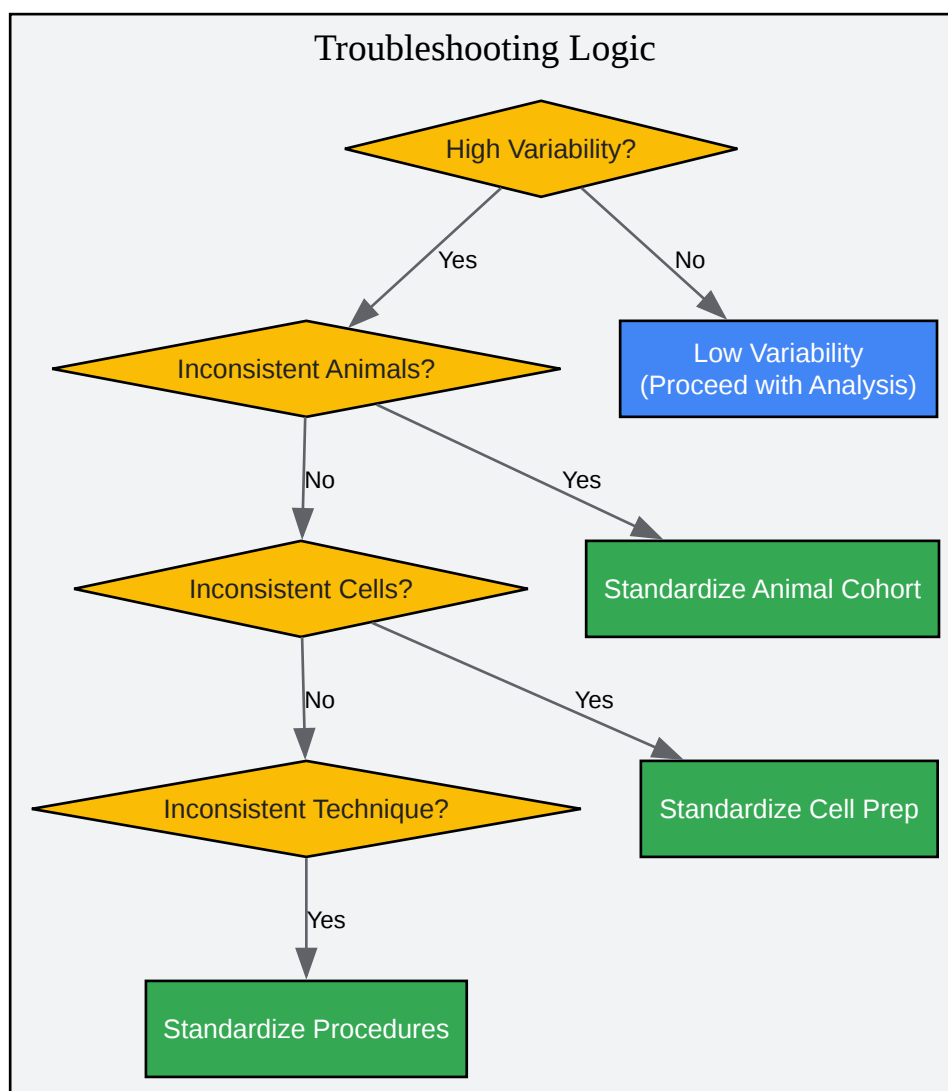 Troubleshooting Logic
High Variability?
Yes
No
Inconsistent Animals?
Low Variability
(Proceed with Analysis)
No
Yes
Inconsistent Cells?
Standardize Animal Cohort
No
Yes
Inconsistent Technique?
Standardize Cell Prep
Yes
Standardize Procedures